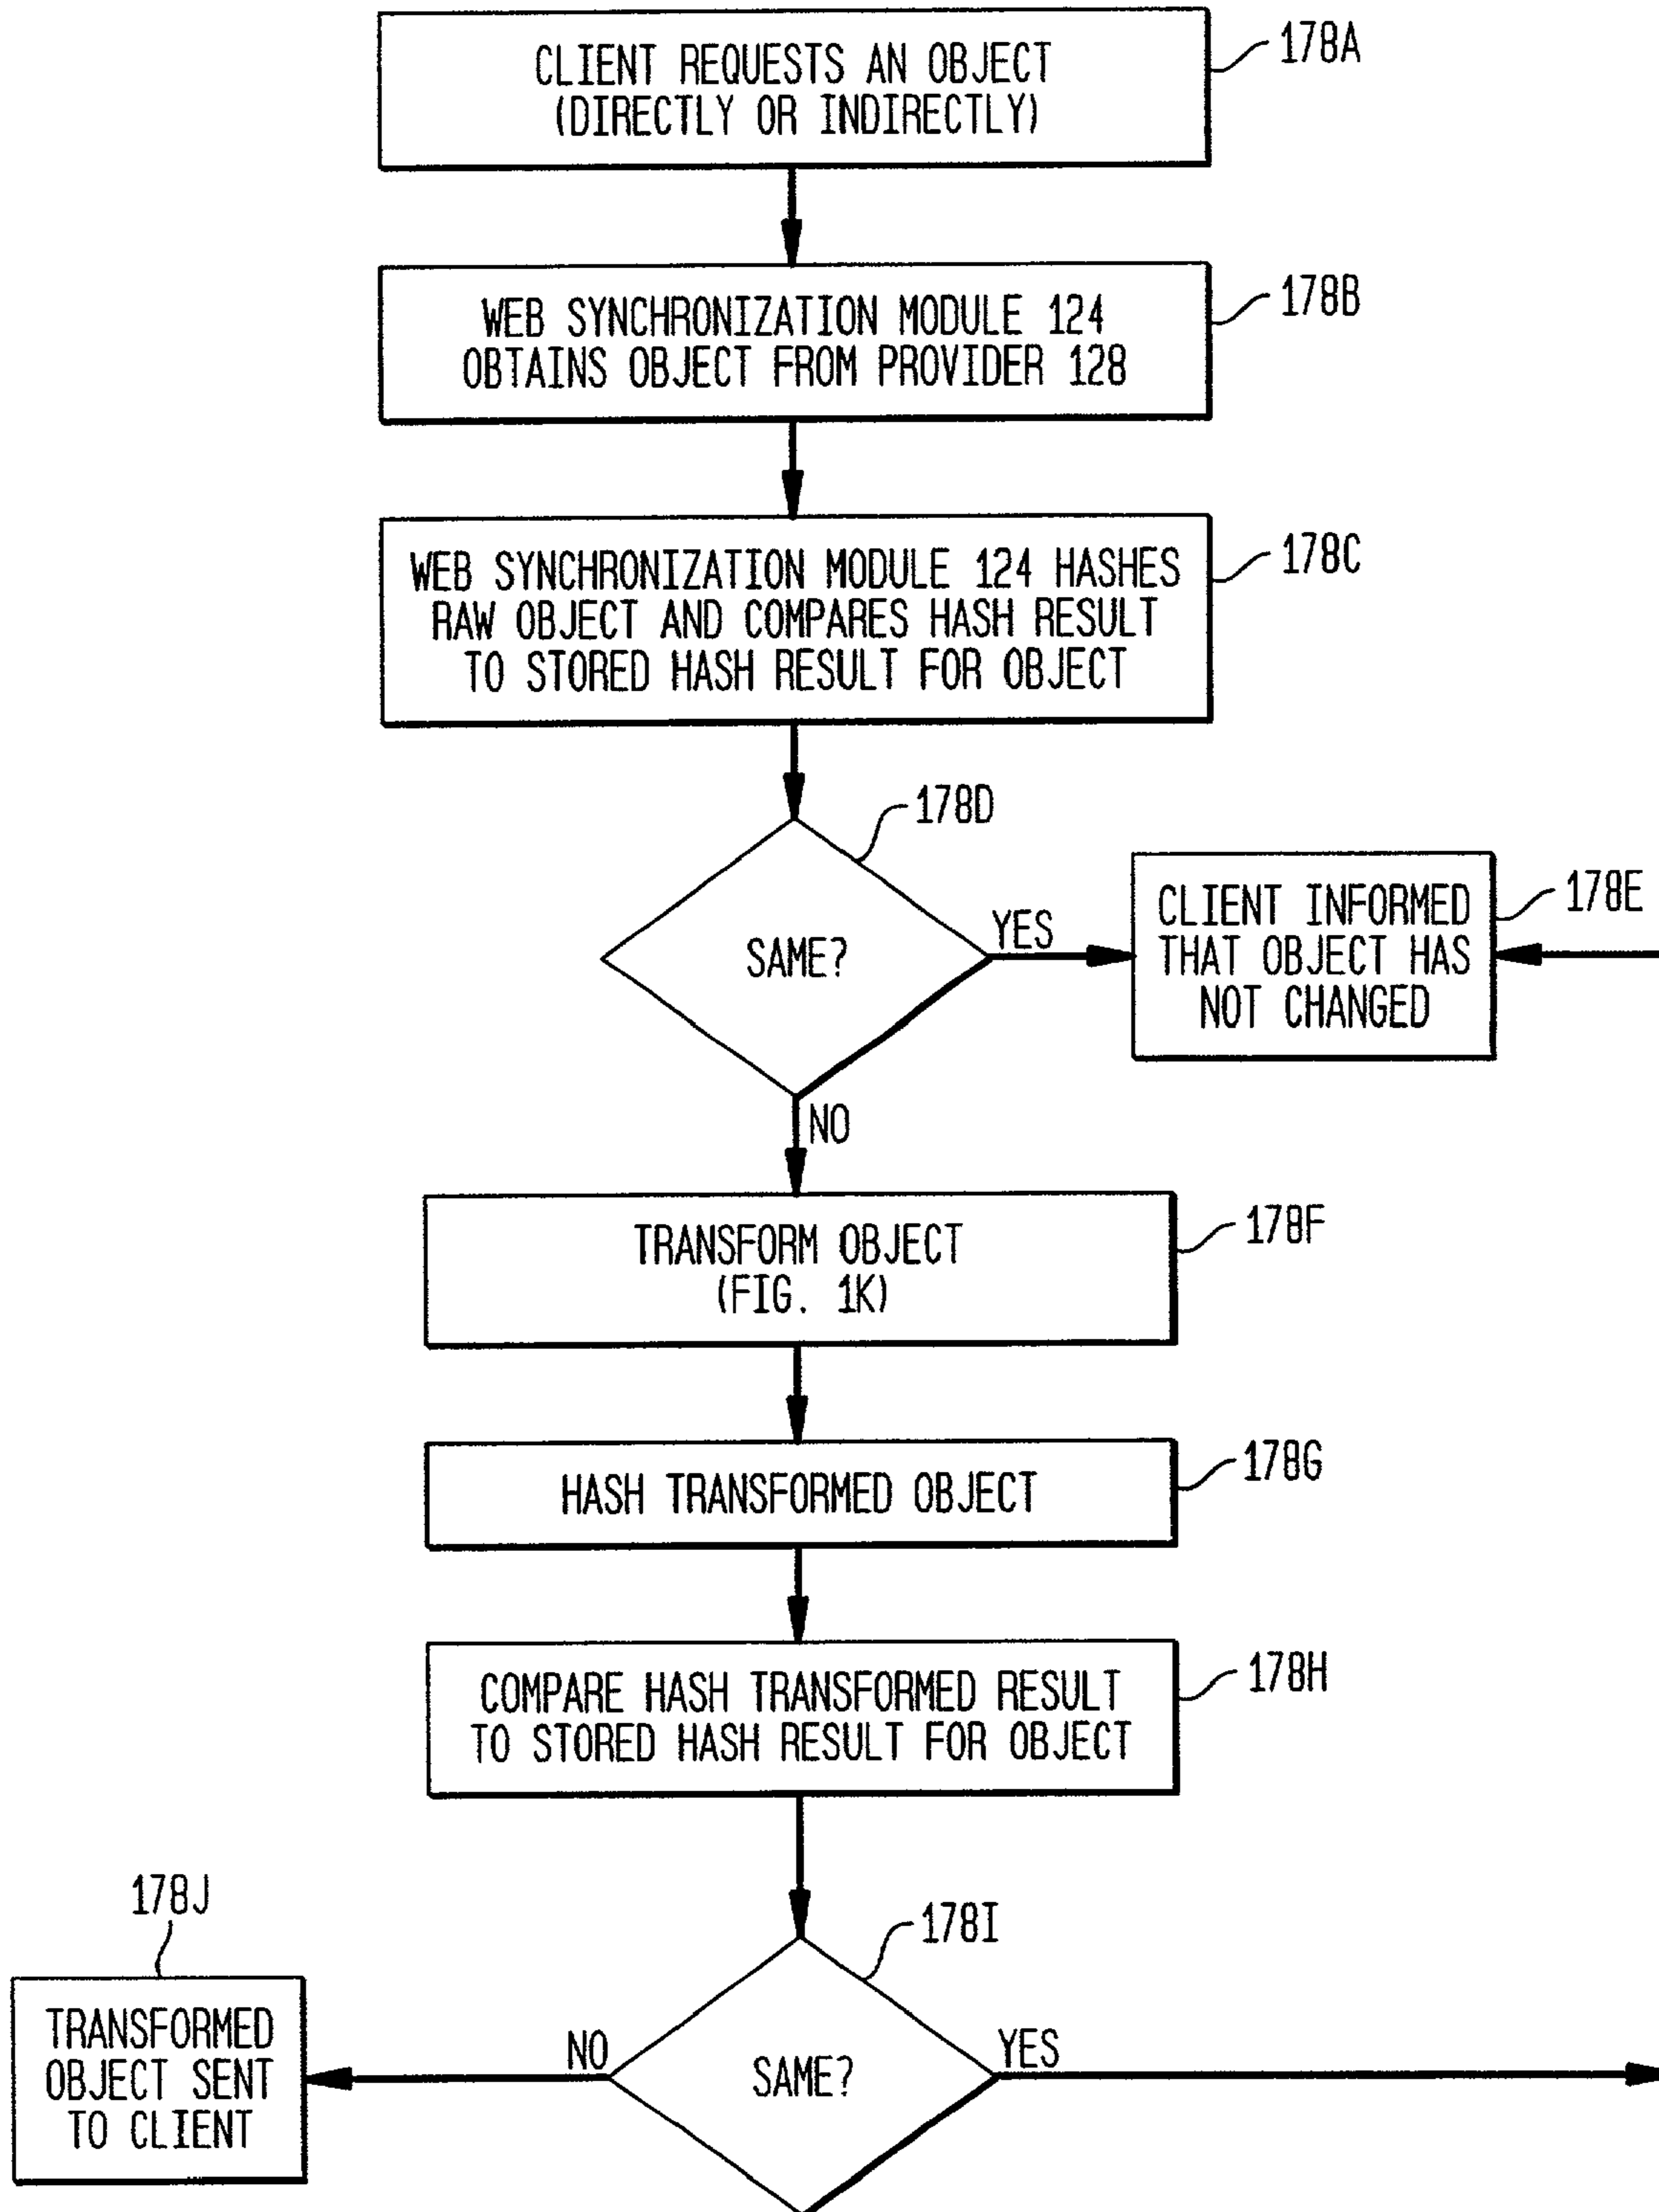 CLIENT REQUESTS AN OBJECT
(DIRECTLY OR INDIRECTLY)
178A
WEB SYNCHRONIZATION MODULE 124
OBTAINS OBJECT FROM PROVIDER 128
178B
WEB SYNCHRONIZATION MODULE 124 HASHES
RAW OBJECT AND COMPARES HASH RESULT
TO STORED HASH RESULT FOR OBJECT
178C
178D
SAME?
YES
NO
CLIENT INFORMED
THAT OBJECT HAS
NOT CHANGED
178E
TRANSFORM OBJECT
(FIG. 1K)
178F
HASH TRANSFORMED OBJECT
178G
COMPARE HASH TRANSFORMED RESULT
TO STORED HASH RESULT FOR OBJECT
178H
178I
SAME?
YES
NO
178J
TRANSFORMED
OBJECT SENT
TO CLIENT